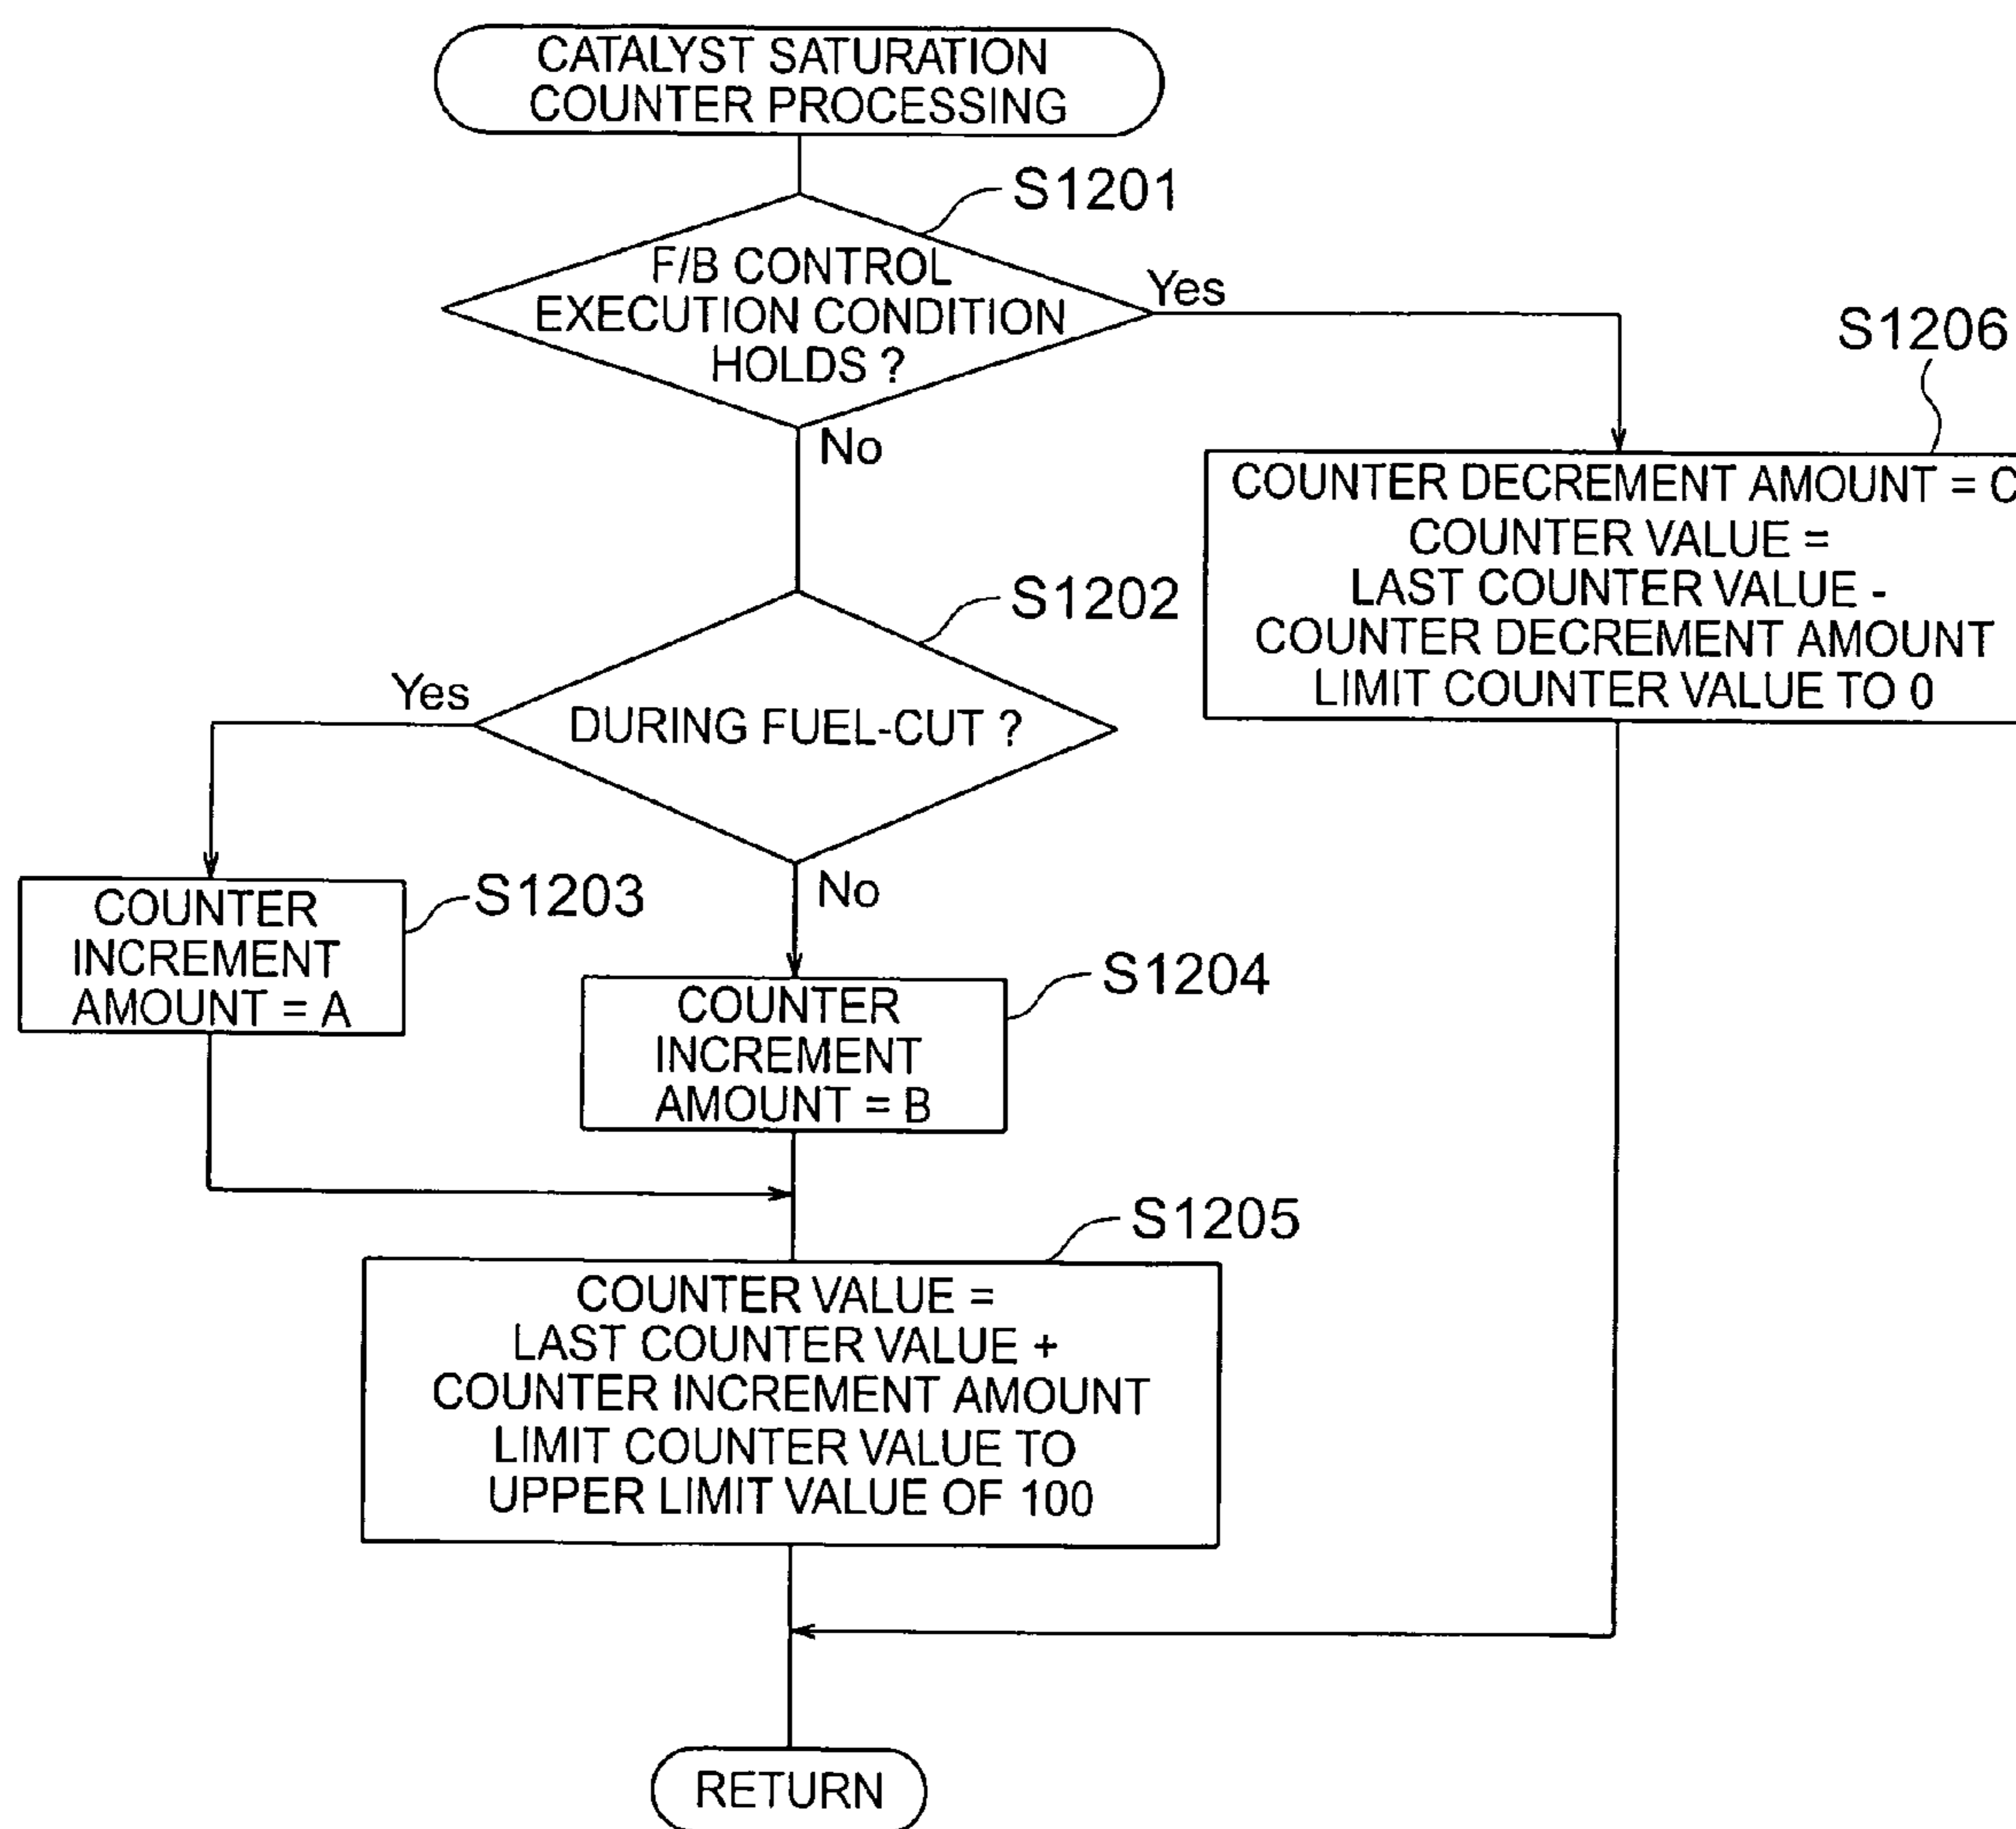 CATALYST SATURATION
COUNTER PROCESSING
S1201
F/B CONTROL
EXECUTION CONDITION
HOLDS ?
Yes
No
S1206
COUNTER DECREMENT AMOUNT = C
COUNTER VALUE =
LAST COUNTER VALUE -
COUNTER DECREMENT AMOUNT
LIMIT COUNTER VALUE TO 0
S1202
DURING FUEL-CUT ?
Yes
No
S1203
COUNTER
INCREMENT
AMOUNT = A
S1204
COUNTER
INCREMENT
AMOUNT = B
S1205
COUNTER VALUE =
LAST COUNTER VALUE +
COUNTER INCREMENT AMOUNT
LIMIT COUNTER VALUE TO
UPPER LIMIT VALUE OF 100
RETURN